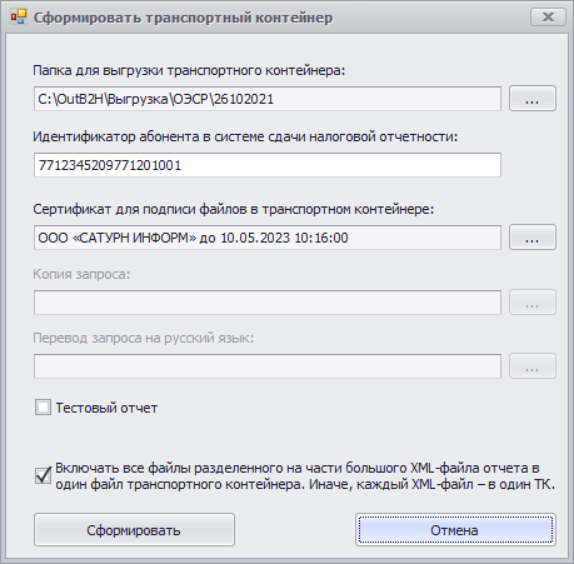 Сформировать транспортный контейнер
Папка для выгрузки транспортного контейнера:
C:\OutB2H\Выгрузка\ОЭСР\26102021
...
Идентификатор абонента в системе сдачи налоговой отчетности:
7712345209771201001
Сертификат для подписи файлов в транспортном контейнере:
ООО «САТУРН ИНФОРМ» до 10.05.2023 10:16:00
...
Копия запроса:
...
Перевод запроса на русский язык:
...
Тестовый отчет
Включать все файлы разделенного на части большого XML-файла отчета в
один файл транспортного контейнера. Иначе, каждый XML-файл – в один ТК.
Сформировать
Отмена